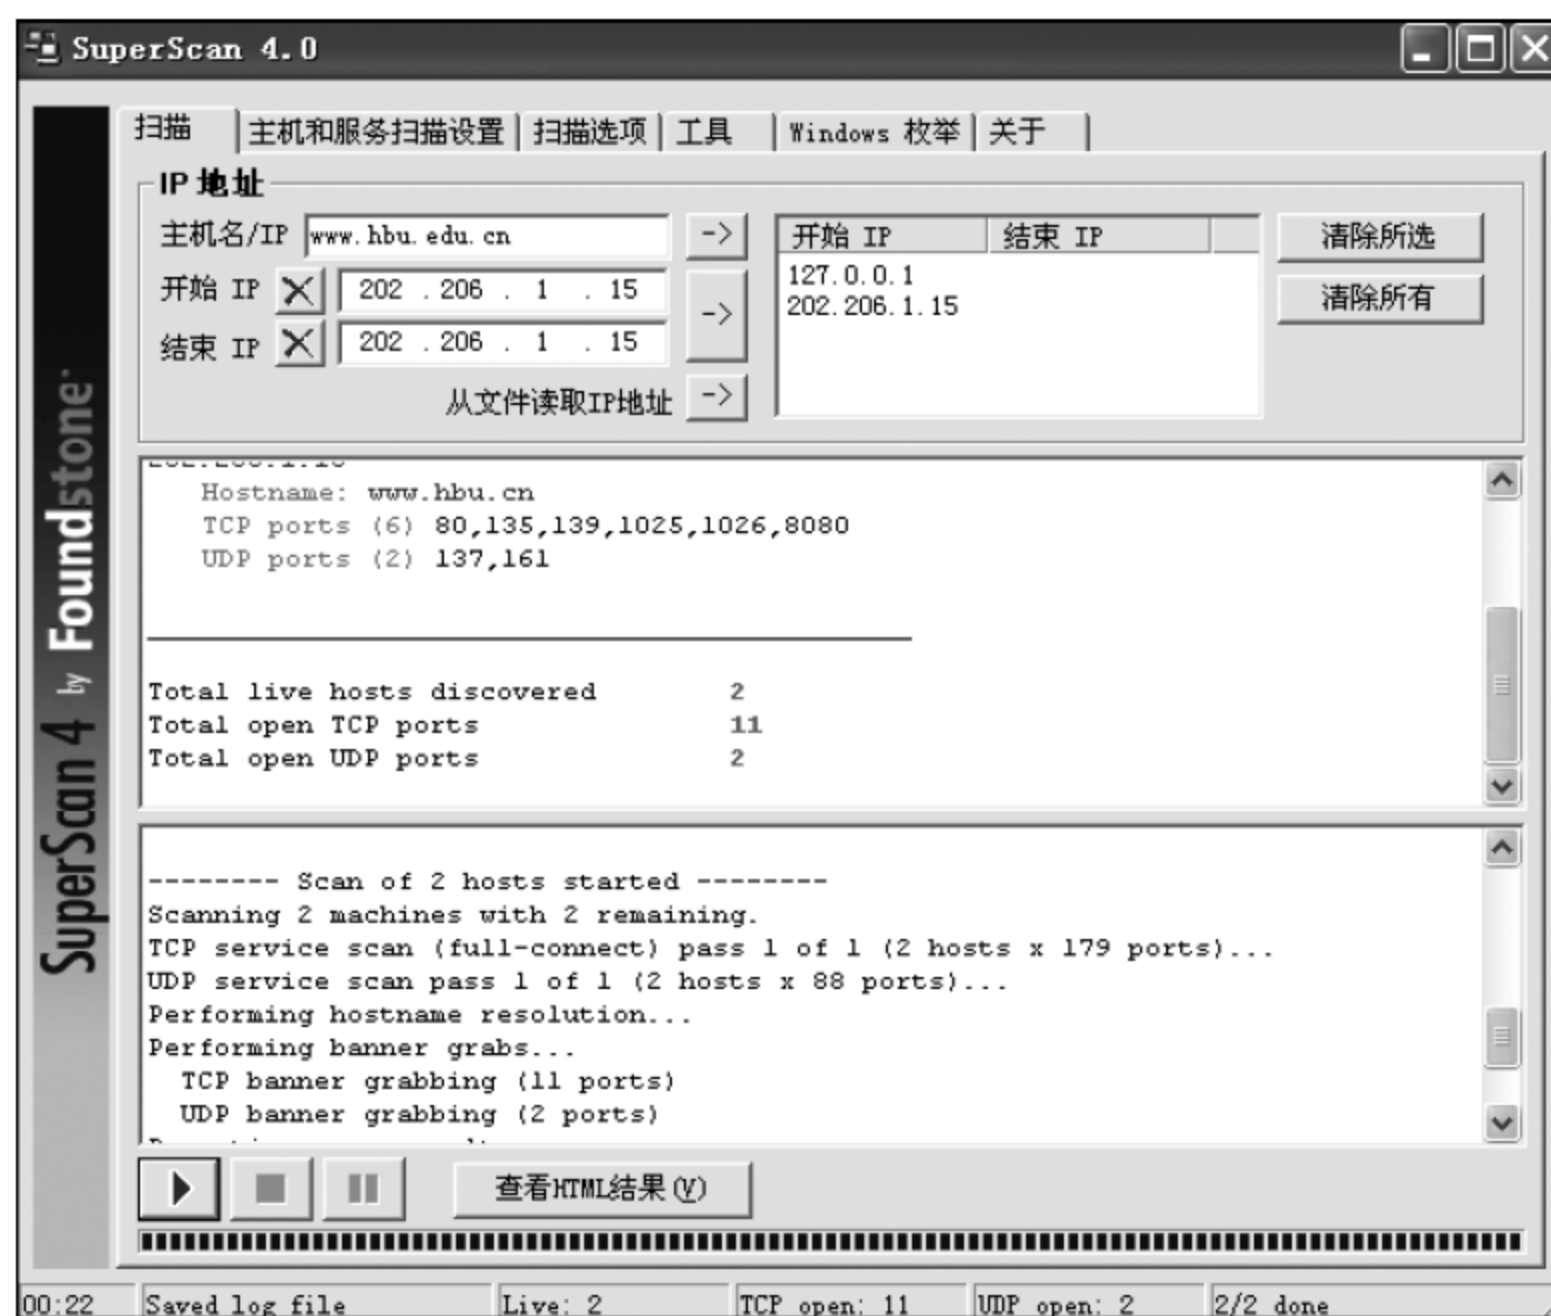 SuperScan 4.0
扫描 主机和服务扫描设置 扫描选项 工具 Windows 枚举 关于
IP 地址
主机名/IP www.hbu.edu.cn ->
开始 IP 202 .206 . 1 . 15 ->
结束 IP 202 .206 . 1 . 15
从文件读取IP地址 ->
开始 IP 结束 IP
127.0.0.1
202.206.1.15
清除所选
清除所有
Hostname: www.hbu.cn
TCP ports (6) 80,135,139,1025,1026,8080
UDP ports (2) 137,161
Total live hosts discovered 2
Total open TCP ports 11
Total open UDP ports 2
-------- Scan of 2 hosts started --------
Scanning 2 machines with 2 remaining.
TCP service scan (full-connect) pass 1 of 1 (2 hosts x 179 ports)...
UDP service scan pass 1 of 1 (2 hosts x 88 ports)...
Performing hostname resolution...
Performing banner grabs...
TCP banner grabbing (11 ports)
UDP banner grabbing (2 ports)
查看HTML结果(V)
SuperScan 4 by Foundstone
00:22 Saved log file Live: 2 TCP open: 11 UDP open: 2 2/2 done